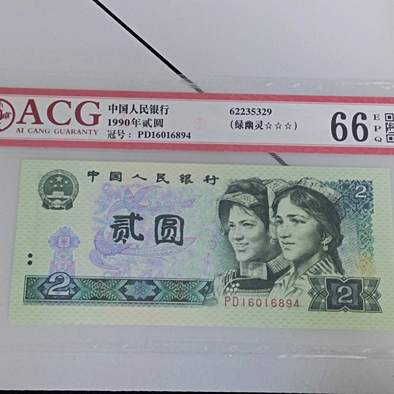 ACG
AI CANG GUARANTY
中国人民银行
1990年贰圆
冠号: PD16016894
62235329
(绿幽灵☆☆☆)
66
EPQ
中国人民银行
2
贰圆
PD16016894
2
2